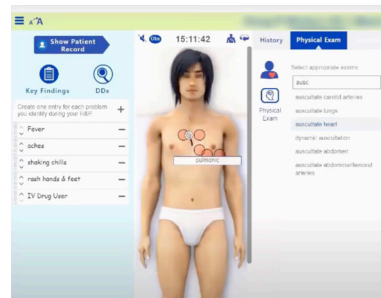 A A
Show Patient
Record
Key Findings
DDs
Create one entry for each problem
you identify during your H&P
Fever
aches
shaking chills
rash hands & feet
IV Drug User
15:11:42
pulmonic
History
Physical Exam
Select appropriate exams
Physical
Exam
ausc
auscultate carotid arteries
auscultate lungs
auscultate heart
dynamic auscultation
auscultate abdomen
auscultate abdominal/femoral
arteries